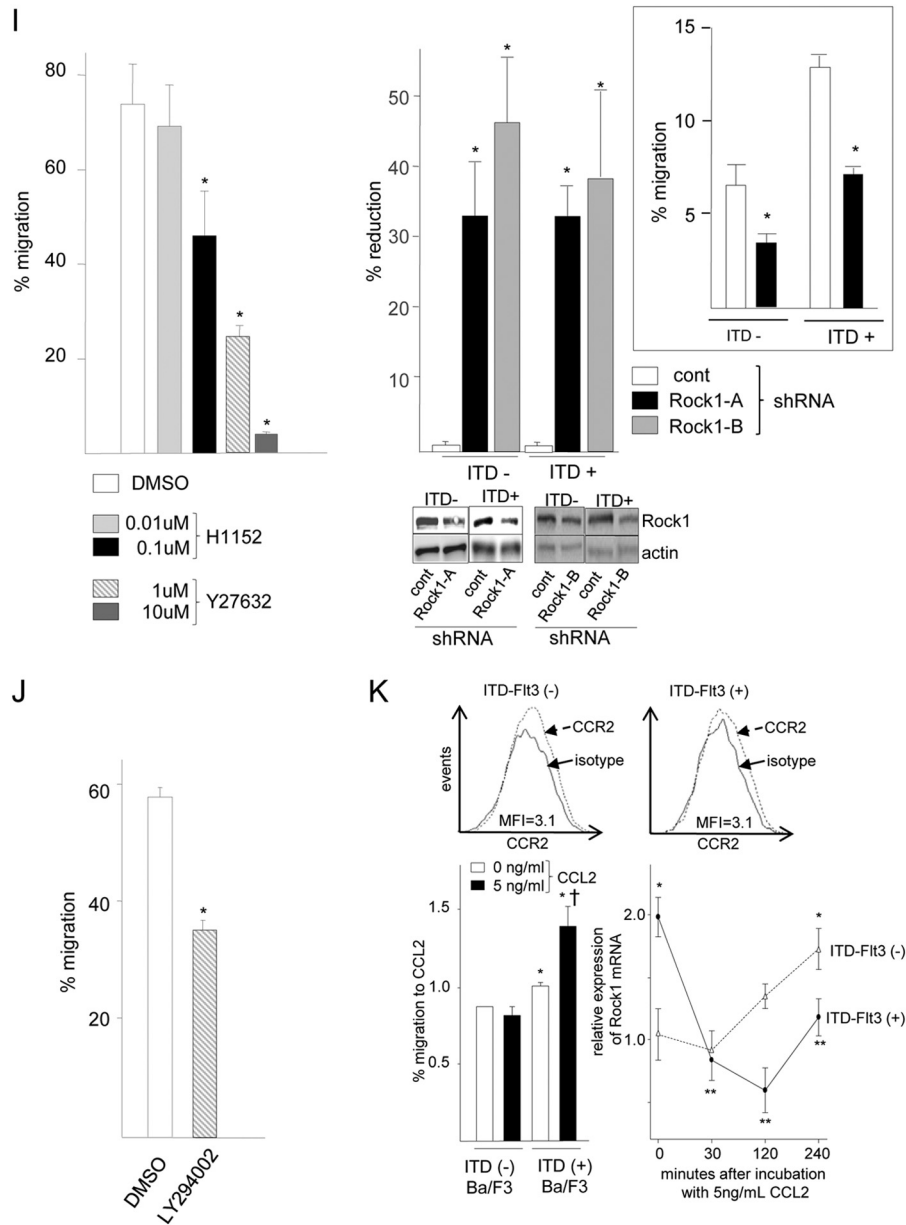 I
80
60
40
20
% migration
DMSO
0.01uM
0.1uM
H1152
1uM
10uM
Y27632
50
40
30
20
10
% reduction
* * * * * * *
ITD - ITD +
15
10
5
% migration
* *
ITD - ITD +
cont
Rock1-A
Rock1-B
shRNA
ITD- ITD+ ITD- ITD+
Rock1
actin
cont Rock1-A cont Rock1-A cont Rock1-B cont Rock1-B
shRNA shRNA
J
60
40
20
% migration
*
DMSO LY294002
K
ITD-Flt3 (-) ITD-Flt3 (+)
events
CCR2 CCR2
isotype isotype
MFI=3.1 MFI=3.1
CCR2 CCR2
0 ng/ml
5 ng/ml
CCL2
1.5
1.0
0.5
% migration to CCL2
* * †
ITD (-) ITD (+)
Ba/F3 Ba/F3
2.0
1.0
relative expression
of Rock1 mRNA
* *
ITD-Flt3 (-)
ITD-Flt3 (+)
** ** **
0 30 120 240
minutes after incubation
with 5ng/mL CCL2